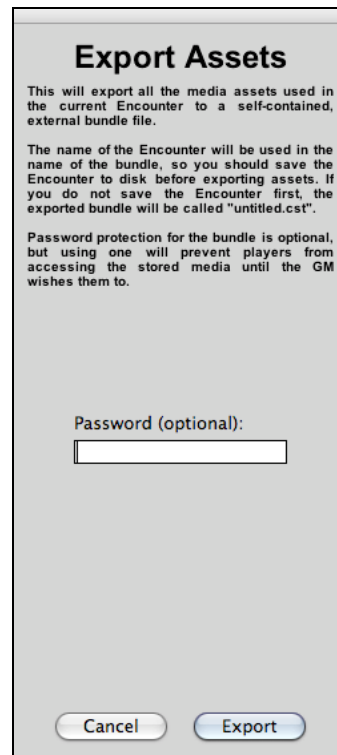 Export Assets
This will export all the media assets used in
the current Encounter to a self-contained,
external bundle file.
The name of the Encounter will be used in the
name of the bundle, so you should save the
Encounter to disk before exporting assets. If
you do not save the Encounter first, the
exported bundle will be called "untitled.cst".
Password protection for the bundle is optional,
but using one will prevent players from
accessing the stored media until the GM
wishes them to.
Password (optional):
Cancel Export